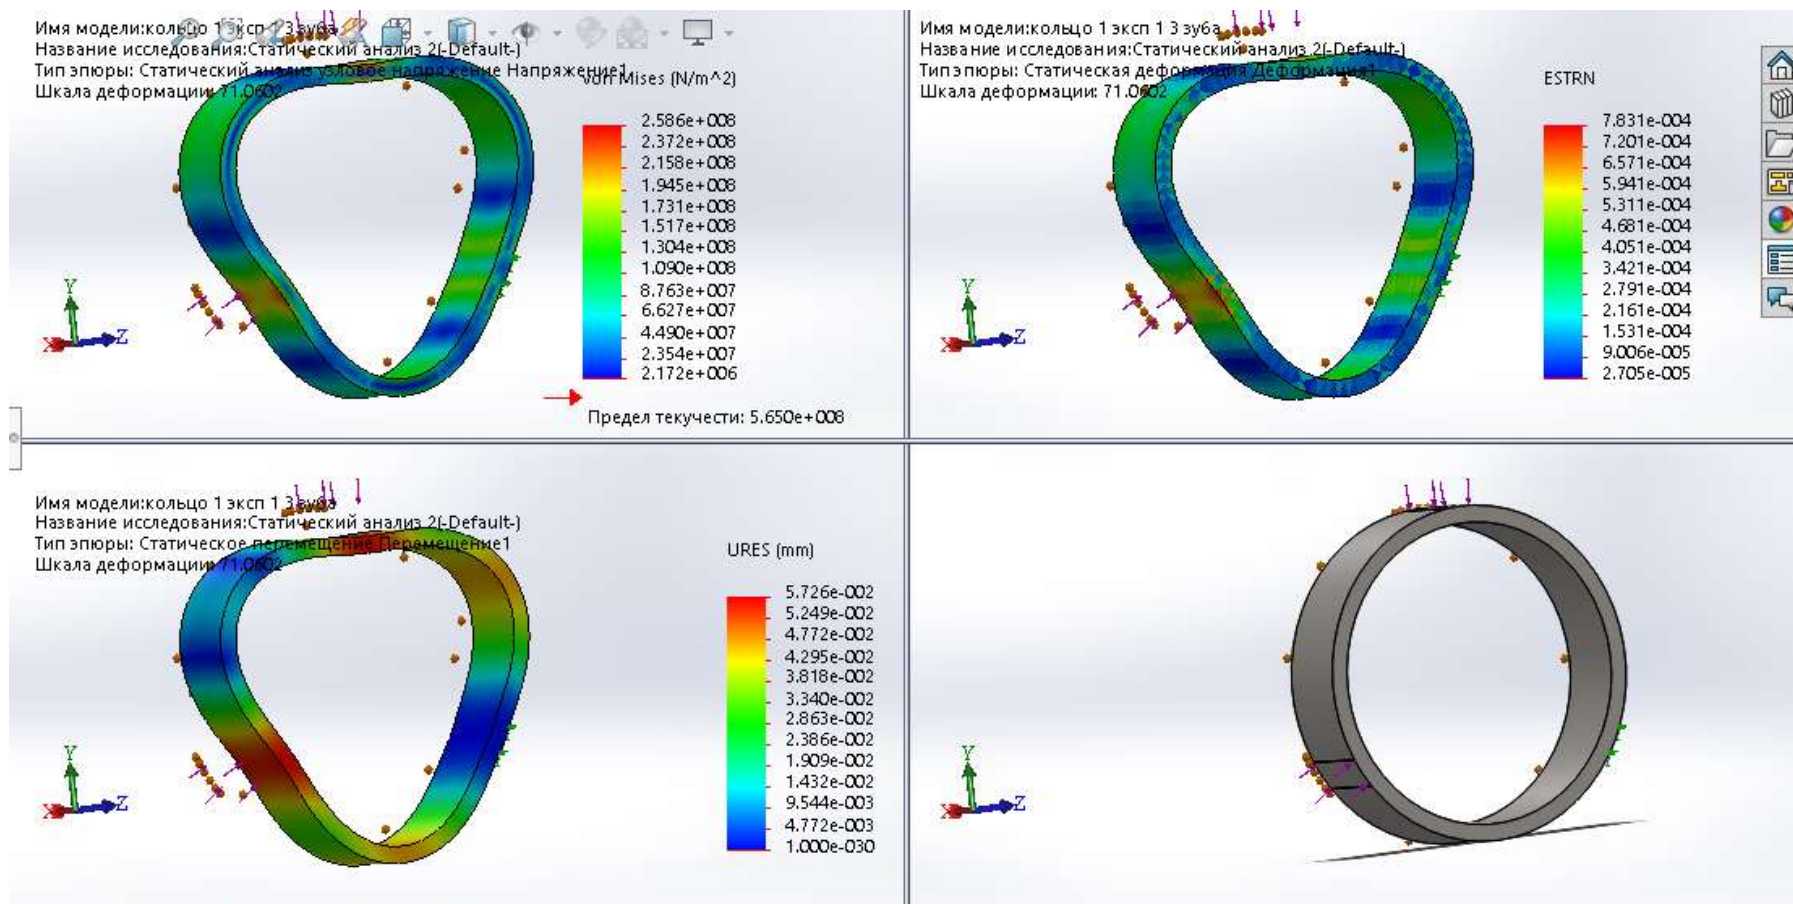 Имя модели:кольцо 1 эксп 1 3 зуба
Название исследования:Статический анализ 2(-Default-)
Тип эпюры: Статический анализ узловое напряжение Напряжение1
Шкала деформации: 71.0602
von Mises (N/m^2)
2.586e+008
2.372e+008
2.158e+008
1.945e+008
1.731e+008
1.517e+008
1.304e+008
1.090e+008
8.763e+007
6.627e+007
4.490e+007
2.354e+007
2.172e+006
Предел текучести: 5.650e+008
Y
X
Z
Имя модели:кольцо 1 эксп 1 3 зуба
Название исследования:Статический анализ 2(-Default-)
Тип эпюры: Статическая деформация Деформация1
Шкала деформации: 71.0602
ESTRN
7.831e-004
7.201e-004
6.571e-004
5.941e-004
5.311e-004
4.681e-004
4.051e-004
3.421e-004
2.791e-004
2.161e-004
1.531e-004
9.006e-005
2.705e-005
Y
X
Z
Имя модели:кольцо 1 эксп 1 3 зуба
Название исследования:Статический анализ 2(-Default-)
Тип эпюры: Статическое перемещение Перемещение1
Шкала деформации: 71.0602
URES (mm)
5.726e-002
5.249e-002
4.772e-002
4.295e-002
3.818e-002
3.340e-002
2.863e-002
2.386e-002
1.909e-002
1.432e-002
9.544e-003
4.772e-003
1.000e-030
Y
X
Z
Y
X
Z